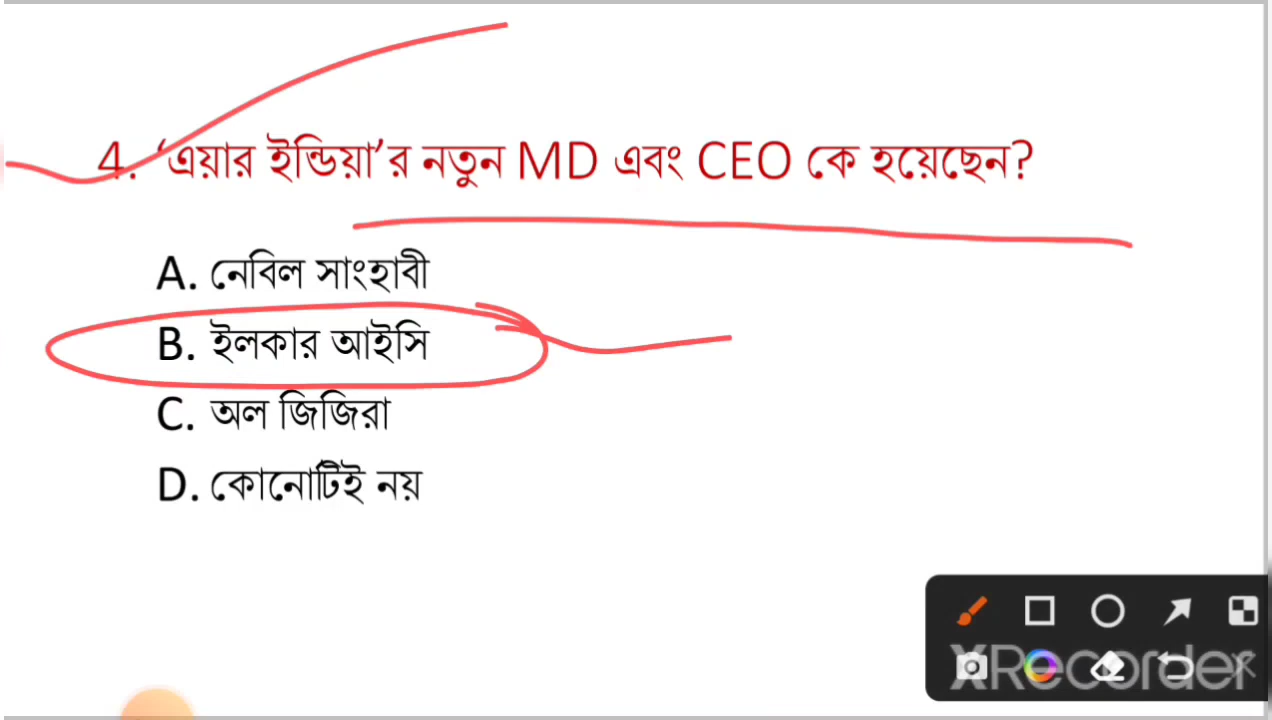 4. ‘এয়ার ইন্ডিয়া’র নতুন MD এবং CEO কে হয়েছেন?
A. নেবিল সাংহাবী
B. ইলকার আইসি
C. অল জিজিরা
D. কোনোটিই নয়
XRecorder